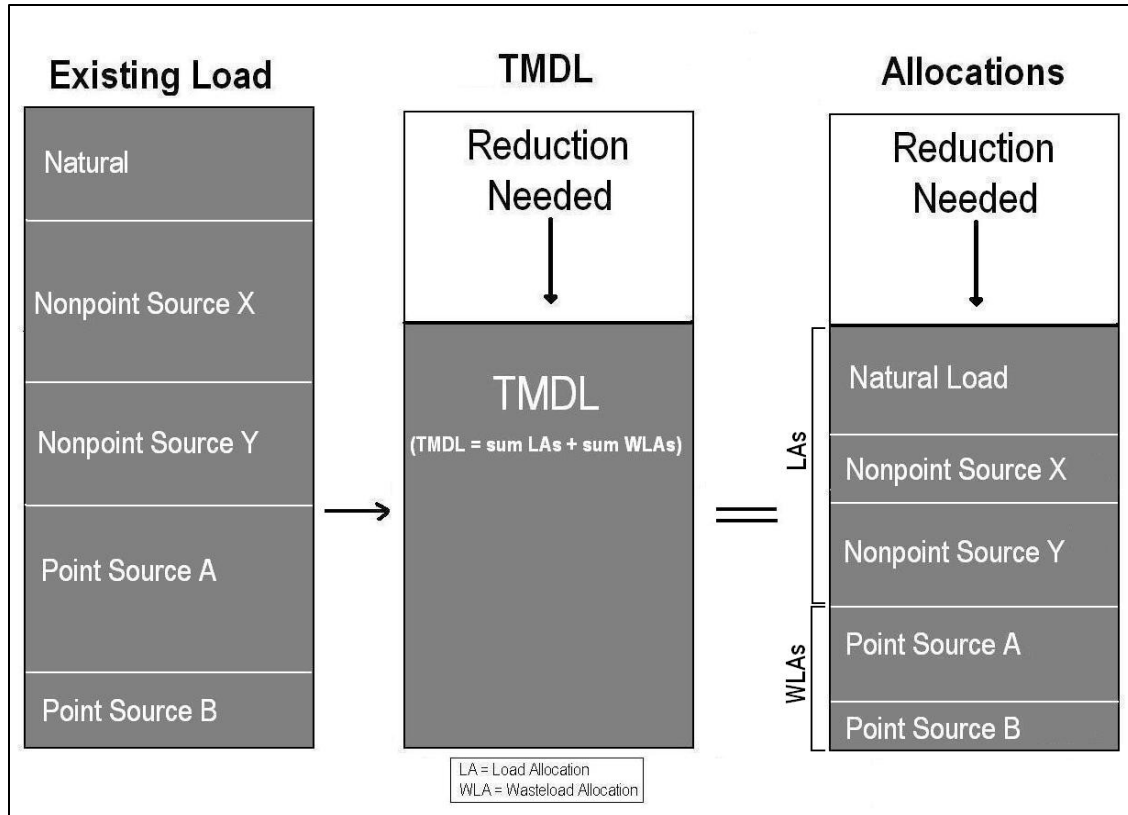 Existing Load
Natural
Nonpoint Source X
Nonpoint Source Y
Point Source A
Point Source B
TMDL
Reduction
Needed
TMDL
(TMDL = sum LAs + sum WLAs)
Allocations
Reduction
Needed
LAs
Natural Load
Nonpoint Source X
Nonpoint Source Y
WLAs
Point Source A
Point Source B
LA = Load Allocation
WLA = Wasteload Allocation